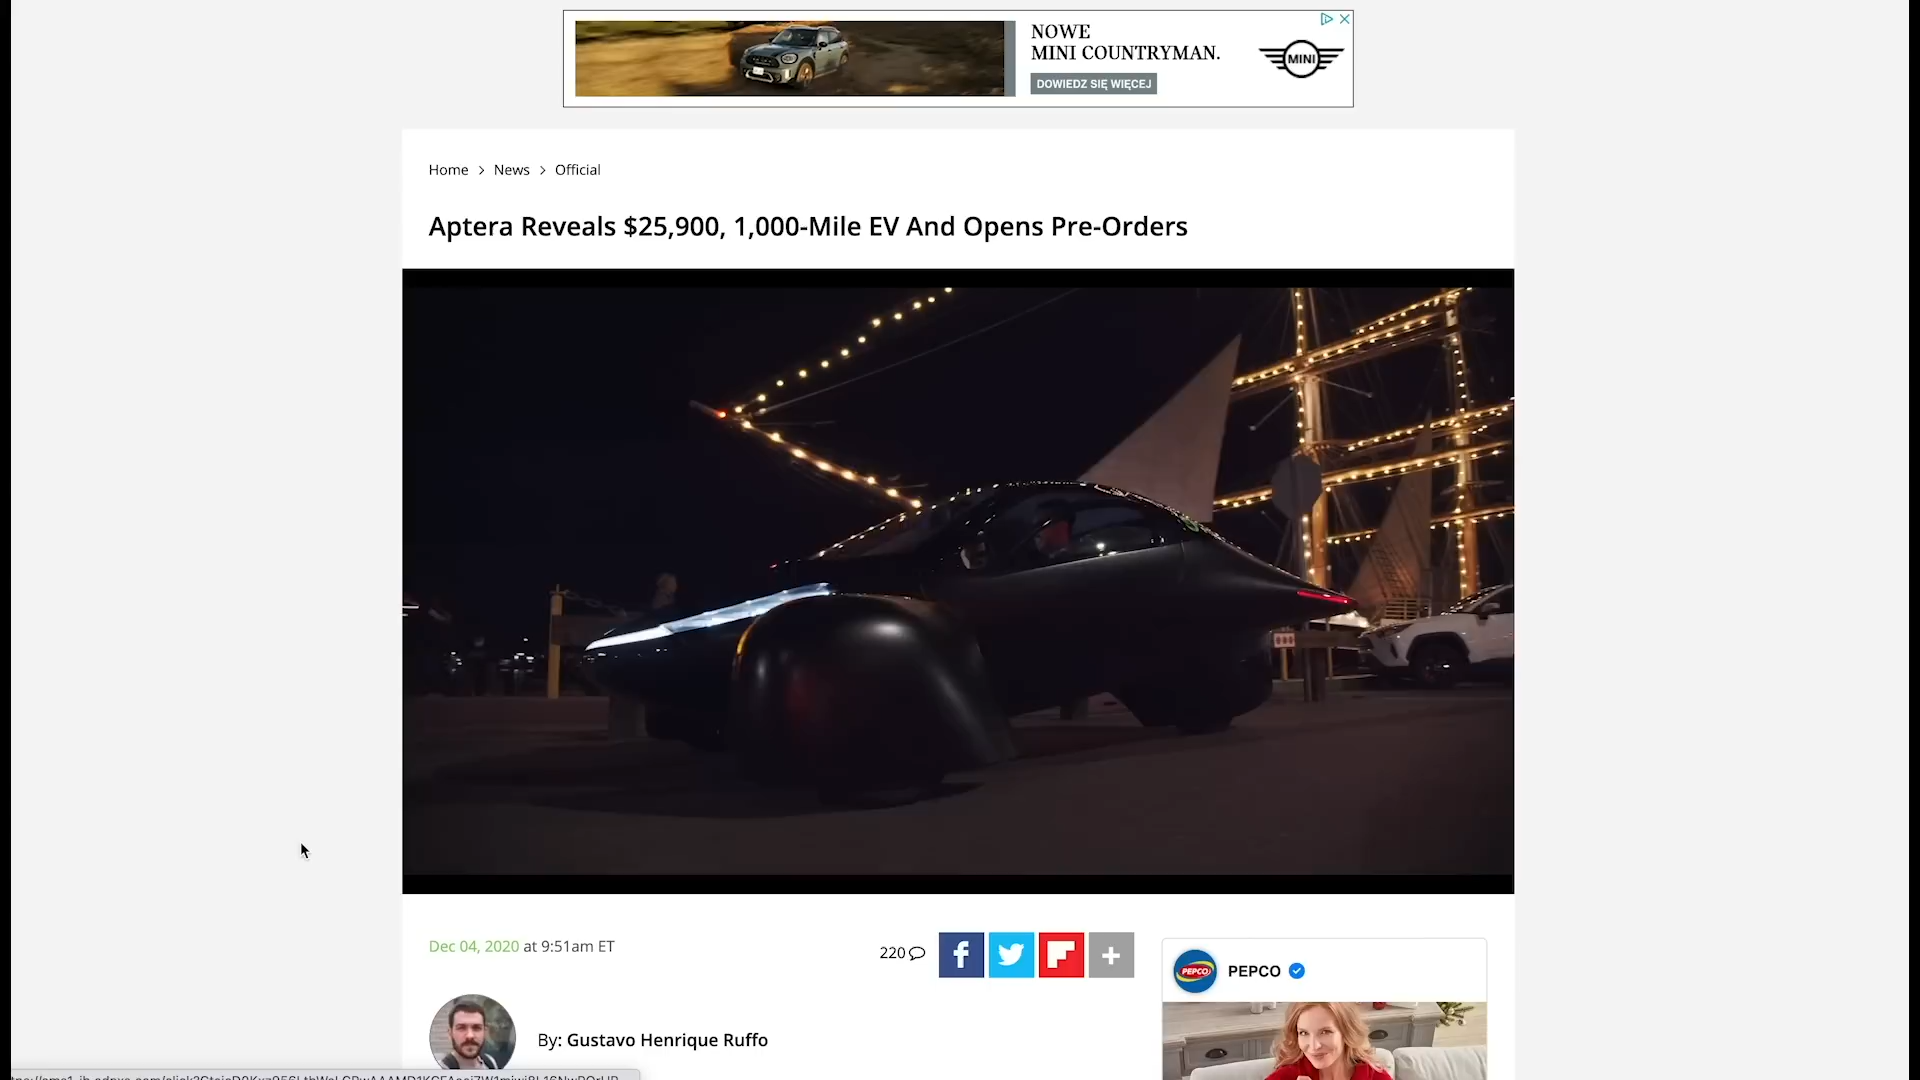 NOWE
MINI COUNTRYMAN.
DOWIEDZ SIĘ WIĘCEJ
MINI
Home > News > Official
Aptera Reveals $25,900, 1,000-Mile EV And Opens Pre-Orders
Dec 04, 2020 at 9:51am ET
220
PEPCO
PEPCO
By: Gustavo Henrique Ruffo